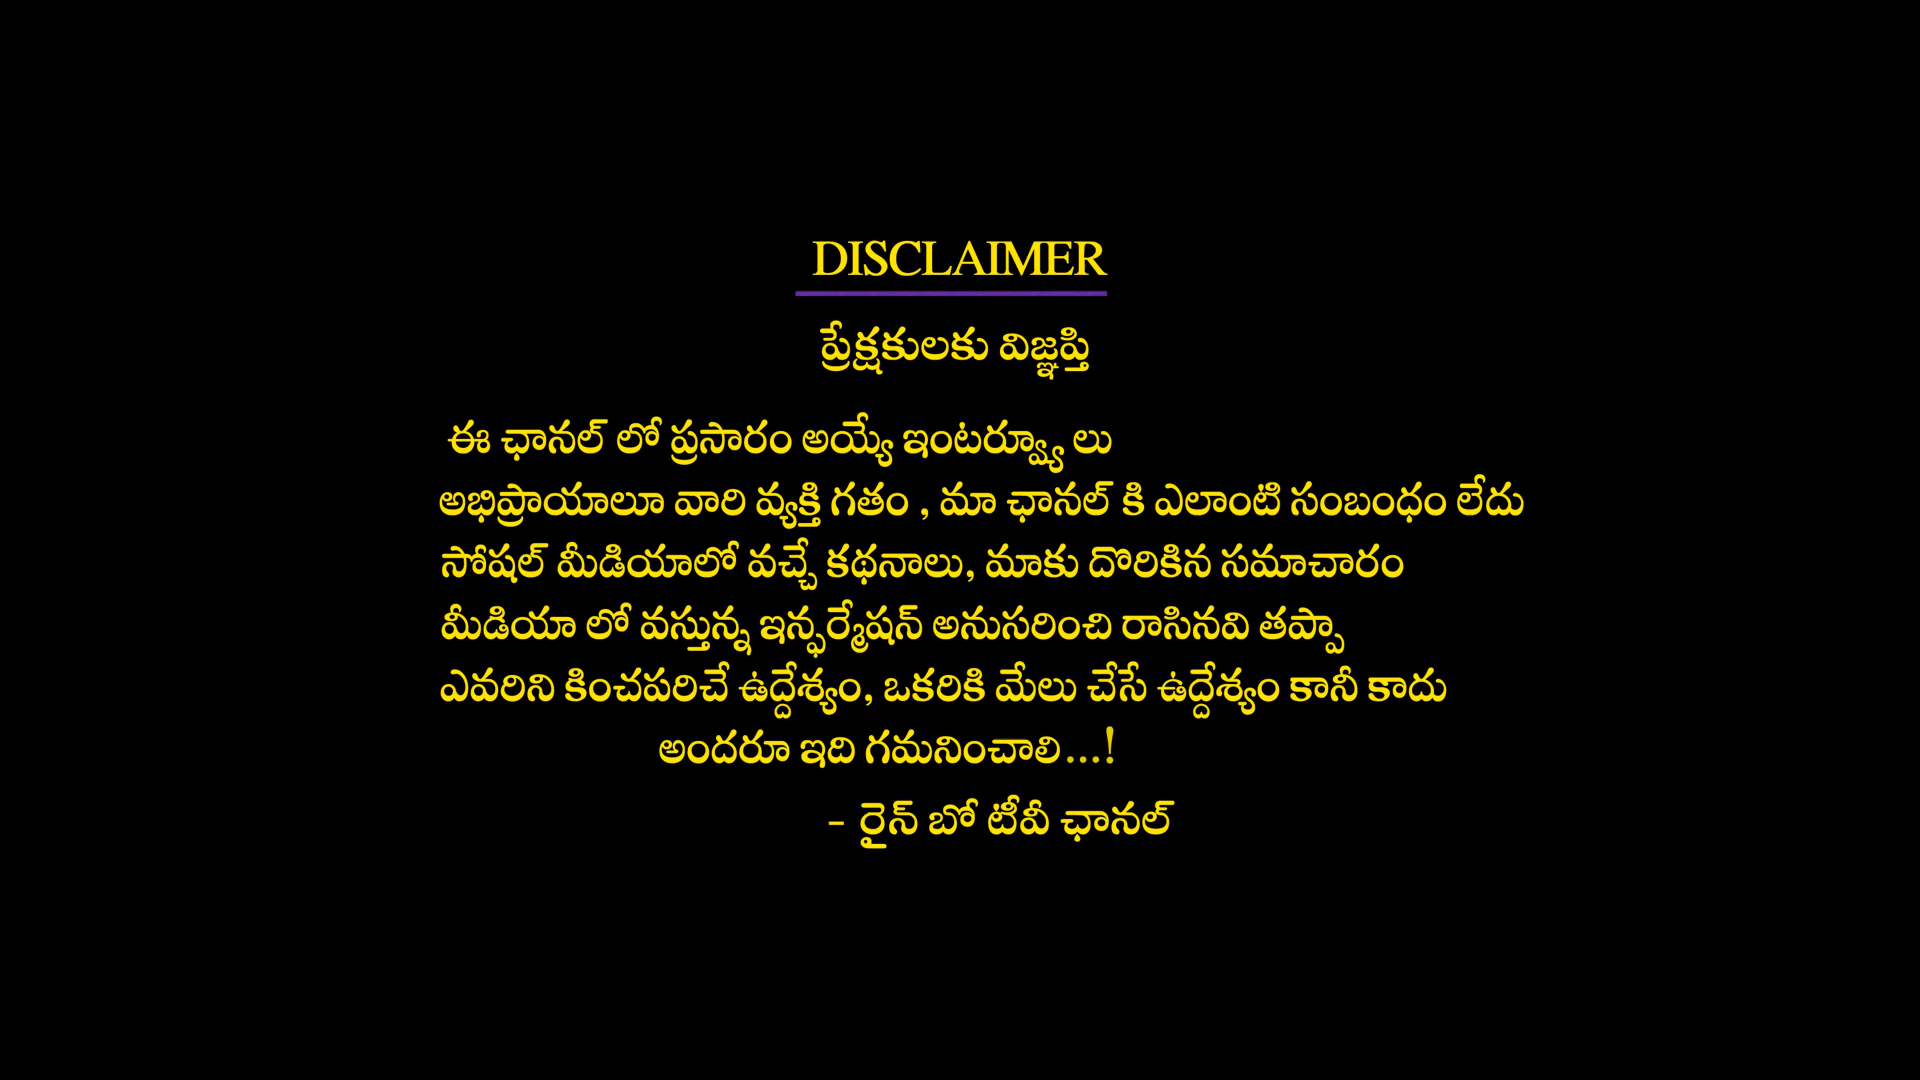 DISCLAIMER
ప్రేక్షకులకు విజ్ఞప్తి
ఈ ఛానల్ లో ప్రసారం అయ్యే ఇంటర్వ్యూ లు
అభిప్రాయాలూ వారి వ్యక్తి గతం , మా ఛానల్ కి ఎలాంటి సంబంధం లేదు
సోషల్ మీడియాలో వచ్చే కథనాలు, మాకు దొరికిన సమాచారం
మీడియా లో వస్తున్న ఇన్ఫర్మేషన్ అనుసరించి రాసినవి తప్పా
ఎవరిని కించపరిచే ఉద్దేశ్యం, ఒకరికి మేలు చేసే ఉద్దేశ్యం కానీ కాదు
అందరూ ఇది గమనించాలి...!
- రైన్ బో టీవీ ఛానల్